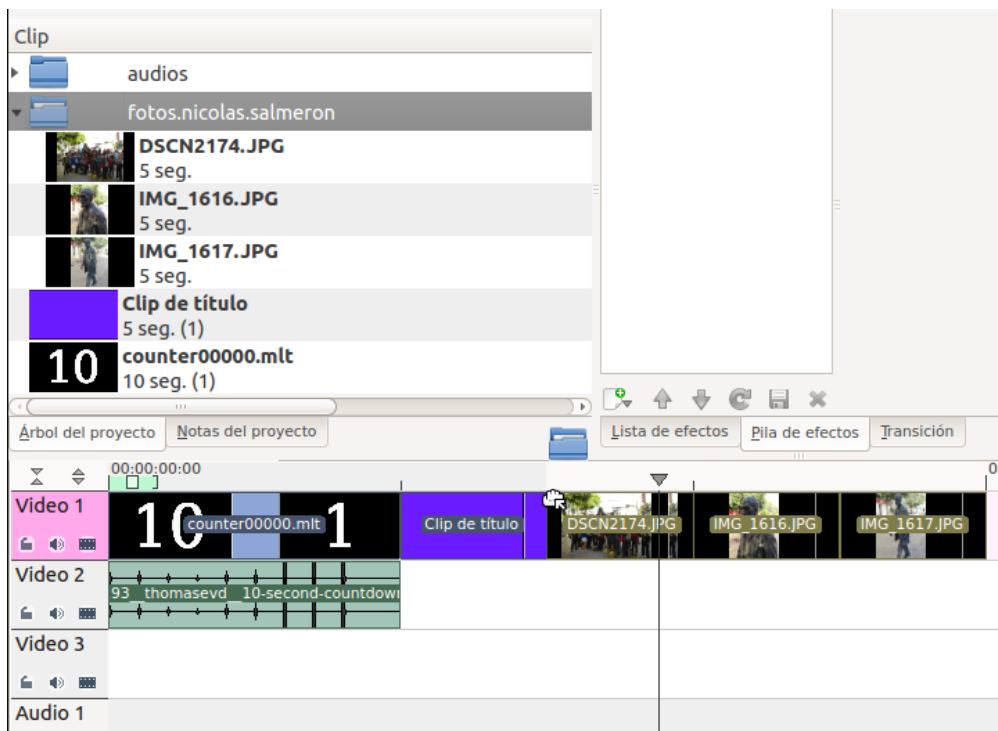 Clip
audios
fotos.nicolas.salmeron
DSCN2174.JPG
5 seg.
IMG_1616.JPG
5 seg.
IMG_1617.JPG
5 seg.
Clip de título
5 seg. (1)
10
counter00000.mlt
10 seg. (1)
Árbol del proyecto Notas del proyecto
Lista de efectos Pila de efectos Transición
00:00:00:00 0
Video 1
10 counter00000.mlt 1 Clip de título DSCN2174.JPG IMG_1616.JPG IMG_1617.JPG
Video 2
93__thomasevd__10-second-countdown
Video 3
Audio 1